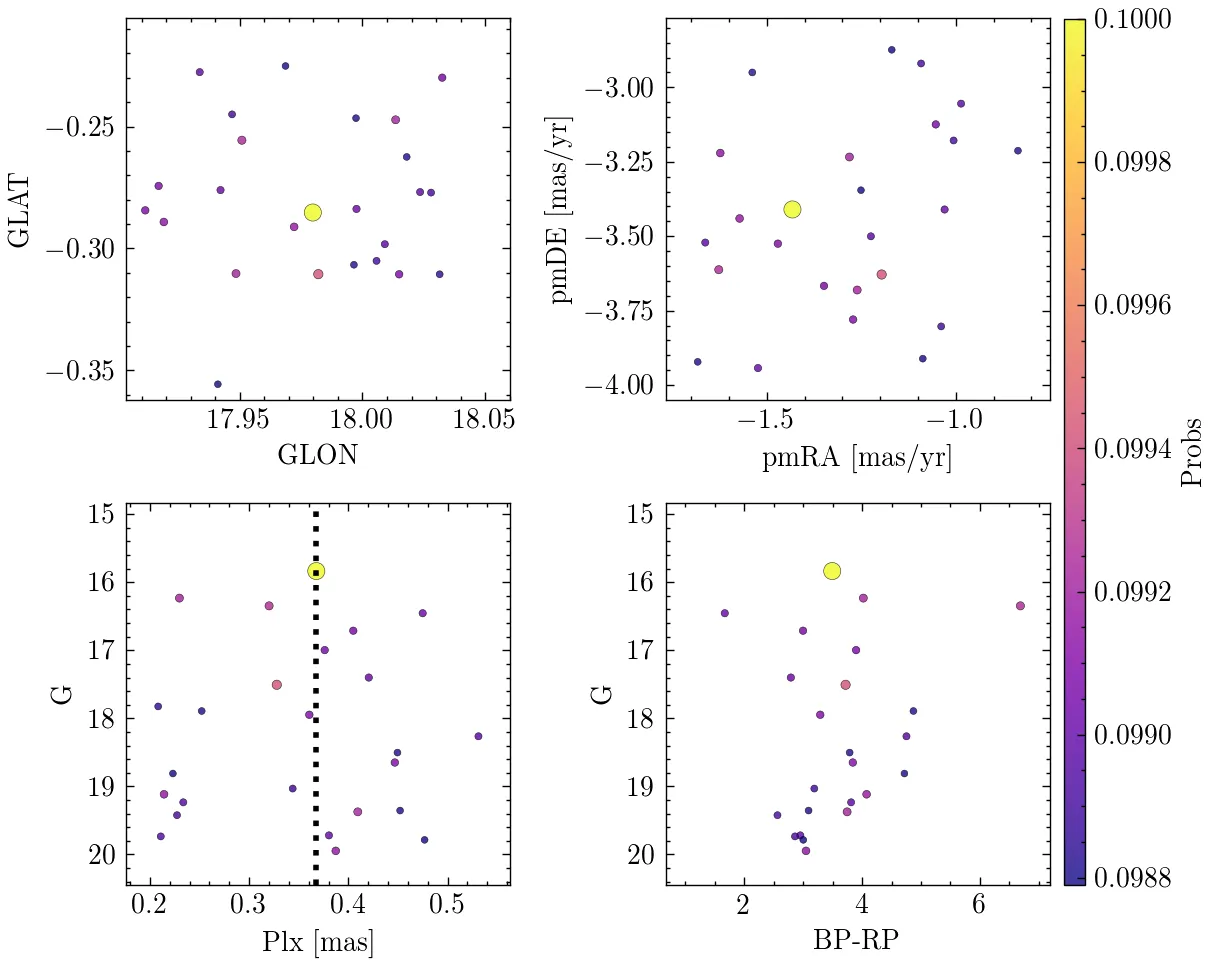 −0.25
−0.30
−0.35
GLAT
17.95 18.00 18.05
GLON
−3.00
−3.25
−3.50
−3.75
−4.00
pmDE [mas/yr]
−1.5 −1.0
pmRA [mas/yr]
0.1000
0.0998
0.0996
0.0994
0.0992
0.0990
0.0988
Probs
15
16
17
18
19
20
G
0.2 0.3 0.4 0.5
Plx [mas]
15
16
17
18
19
20
G
2 4 6
BP-RP